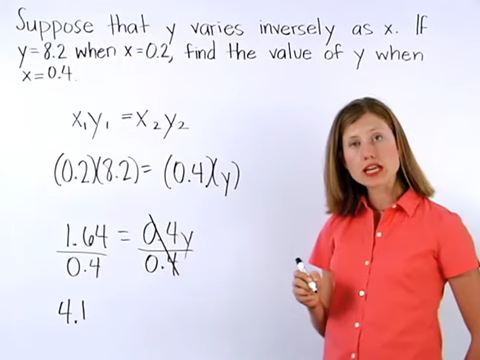 Suppose that y varies inversely as x. If
y=8.2 when x=0.2, find the value of y when
x=0.4.
x₁y₁ = x₂y₂
(0.2)(8.2) = (0.4)(y)
1.64 = 0.4y
0.4 0.4
4.1